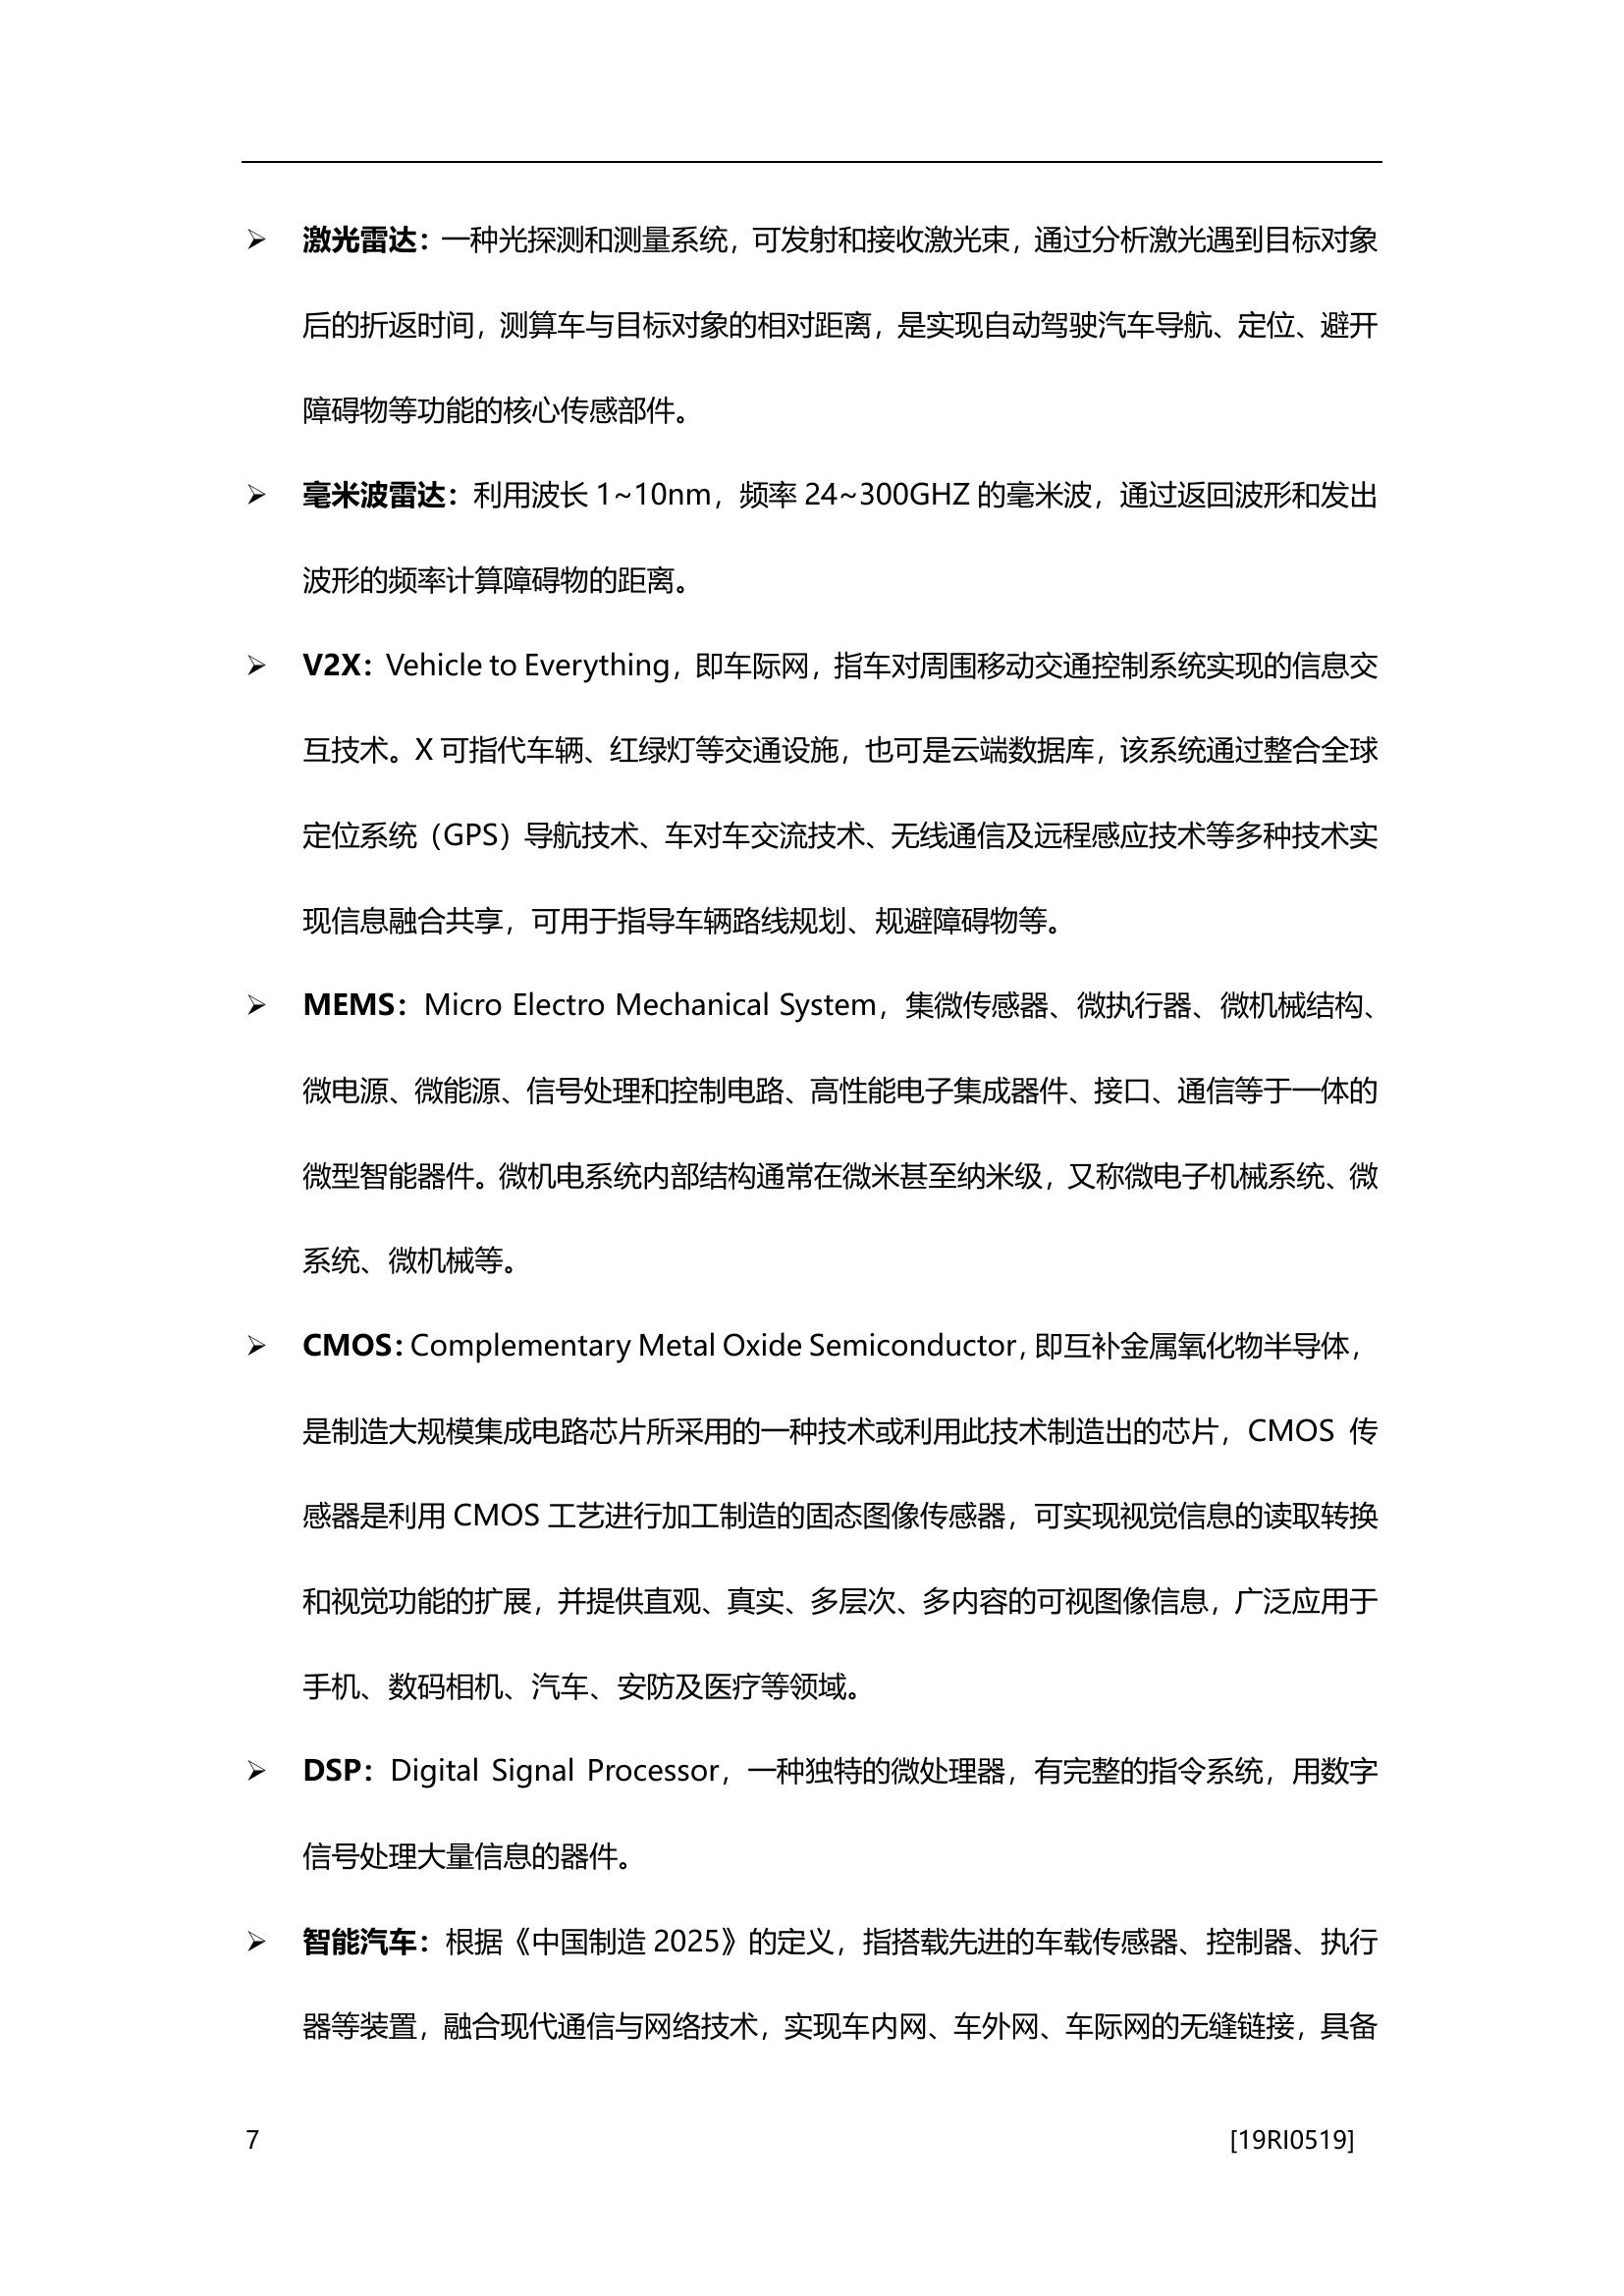 ➢ 激光雷达：一种光探测和测量系统，可发射和接收激光束，通过分析激光遇到目标对象
后的折返时间，测算车与目标对象的相对距离，是实现自动驾驶汽车导航、定位、避开
障碍物等功能的核心传感部件。
➢ 毫米波雷达：利用波长 1~10nm，频率 24~300GHZ 的毫米波，通过返回波形和发出
波形的频率计算障碍物的距离。
➢ V2X：Vehicle to Everything，即车际网，指车对周围移动交通控制系统实现的信息交
互技术。X 可指代车辆、红绿灯等交通设施，也可是云端数据库，该系统通过整合全球
定位系统（GPS）导航技术、车对车交流技术、无线通信及远程感应技术等多种技术实
现信息融合共享，可用于指导车辆路线规划、规避障碍物等。
➢ MEMS：Micro Electro Mechanical System，集微传感器、微执行器、微机械结构、
微电源、微能源、信号处理和控制电路、高性能电子集成器件、接口、通信等于一体的
微型智能器件。微机电系统内部结构通常在微米甚至纳米级，又称微电子机械系统、微
系统、微机械等。
➢ CMOS：Complementary Metal Oxide Semiconductor，即互补金属氧化物半导体，
是制造大规模集成电路芯片所采用的一种技术或利用此技术制造出的芯片，CMOS 传
感器是利用 CMOS 工艺进行加工制造的固态图像传感器，可实现视觉信息的读取转换
和视觉功能的扩展，并提供直观、真实、多层次、多内容的可视图像信息，广泛应用于
手机、数码相机、汽车、安防及医疗等领域。
➢ DSP：Digital Signal Processor，一种独特的微处理器，有完整的指令系统，用数字
信号处理大量信息的器件。
➢ 智能汽车：根据《中国制造 2025》的定义，指搭载先进的车载传感器、控制器、执行
器等装置，融合现代通信与网络技术，实现车内网、车外网、车际网的无缝链接，具备
7 [19RI0519]